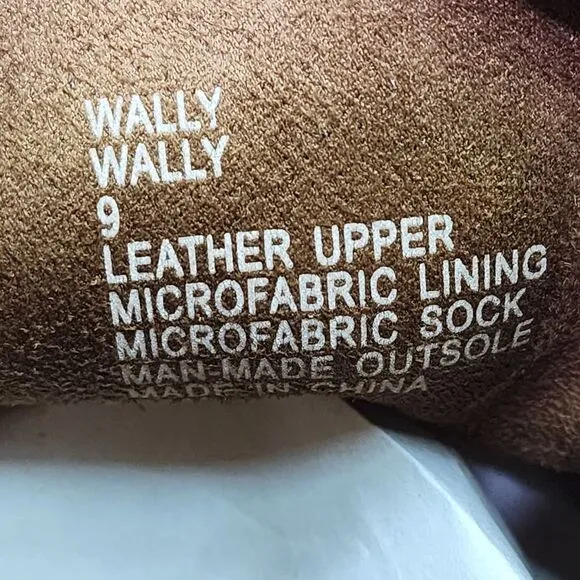 WALLY
WALLY
9
LEATHER UPPER
MICROFABRIC LINING
MICROFABRIC SOCK
MAN-MADE OUTSOLE
MADE IN CHINA